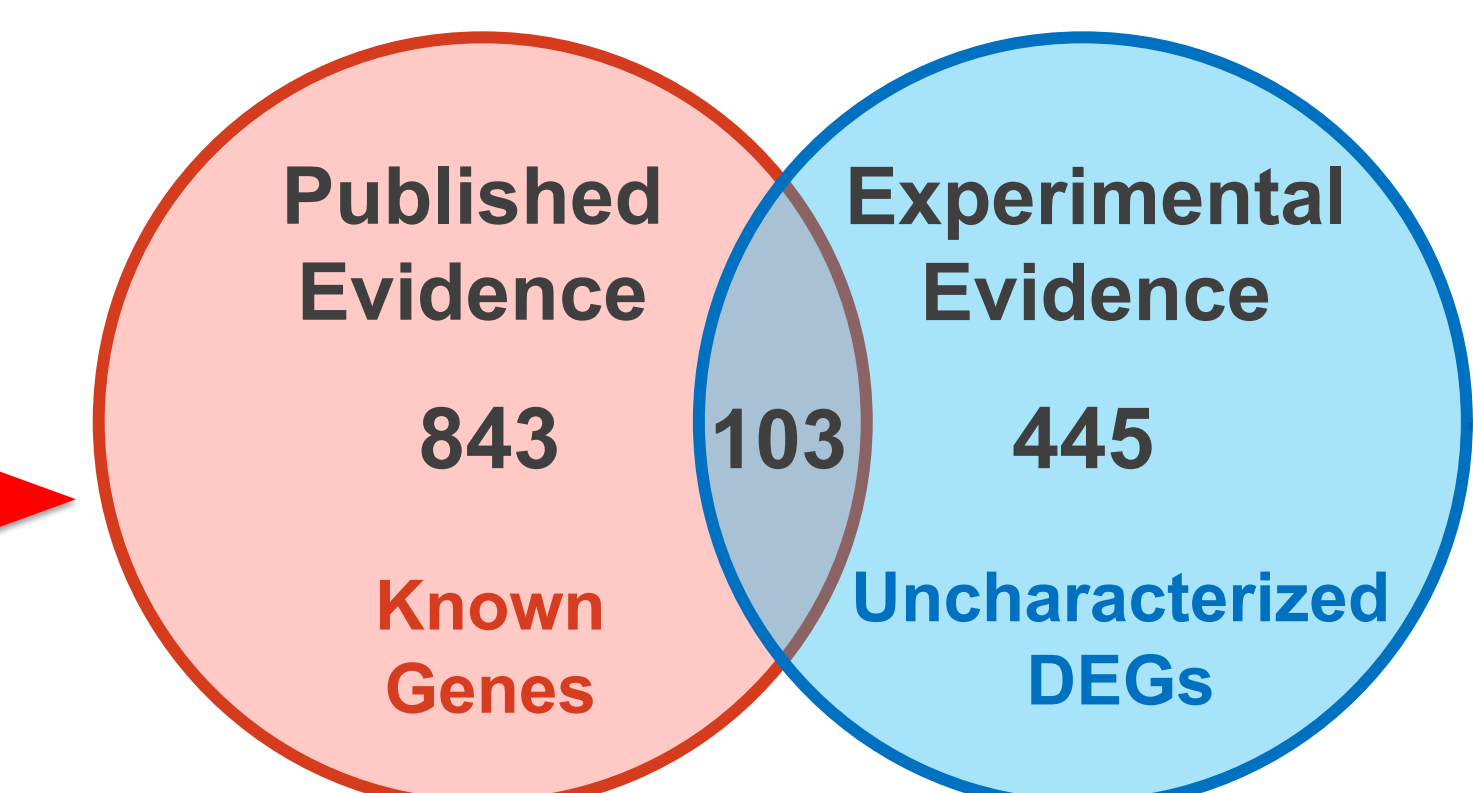 Published
Evidence
843
Known
Genes
103
Experimental
Evidence
445
Uncharacterized
DEGs